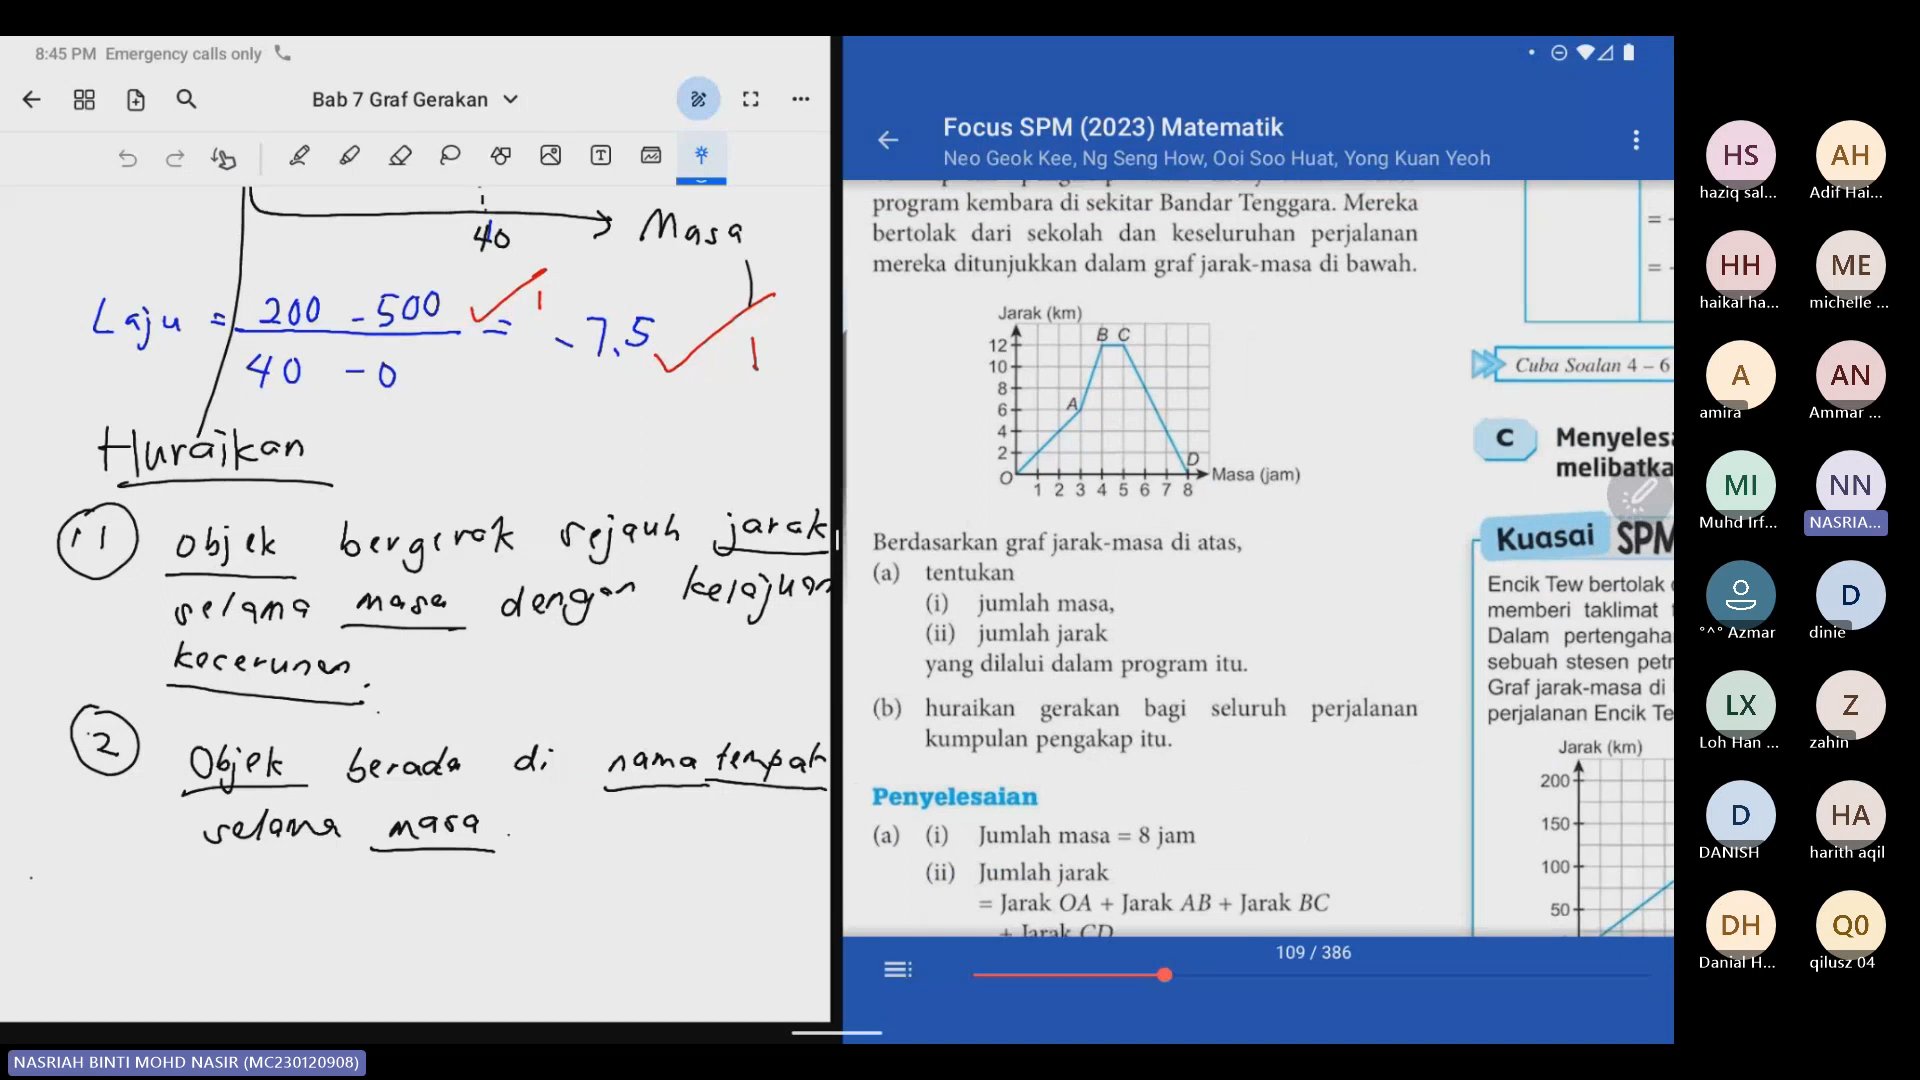 8:45 PM Emergency calls only
Bab 7 Graf Gerakan
40
Masa
Laju = 200 - 500 = - 7.5
40 - 0
1
1
Huraikan
1 objek bergerak sejauh jarak
selama masa dengan kelajuan
kecerunan.
2 Objek berada di nama tempat
selama masa.
Focus SPM (2023) Matematik
Neo Geok Kee, Ng Seng How, Ooi Soo Huat, Yong Kuan Yeoh
program kembara di sekitar Bandar Tenggara. Mereka
bertolak dari sekolah dan keseluruhan perjalanan
mereka ditunjukkan dalam graf jarak-masa di bawah.
Jarak (km)
12
10
8
6
4
2
O
A
B C
D
1 2 3 4 5 6 7 8
Masa (jam)
Berdasarkan graf jarak-masa di atas,
(a) tentukan
(i) jumlah masa,
(ii) jumlah jarak
yang dilalui dalam program itu.
(b) huraikan gerakan bagi seluruh perjalanan
kumpulan pengakap itu.
Penyelesaian
(a) (i) Jumlah masa = 8 jam
(ii) Jumlah jarak
= Jarak OA + Jarak AB + Jarak BC
+ Jarak CD
= -
= -
Cuba Soalan 4 – 6
C Menyelesa
melibatka
Kuasai SPM
Encik Tew bertolak
memberi taklimat
Dalam pertengaha
sebuah stesen petr
Graf jarak-masa di
perjalanan Encik Te
Jarak (km)
200
150
100
50
109 / 386
HS AH
haziq sal... Adif Hai...
HH ME
haikal ha... michelle ...
A AN
amira Ammar ...
MI NN
Muhd Irf... NASRIA...
D
°^° Azmar dinie
LX Z
Loh Han ... zahin
D HA
DANISH harith aqil
DH Q0
Danial H... qilusz 04
NASRIAH BINTI MOHD NASIR (MC230120908)